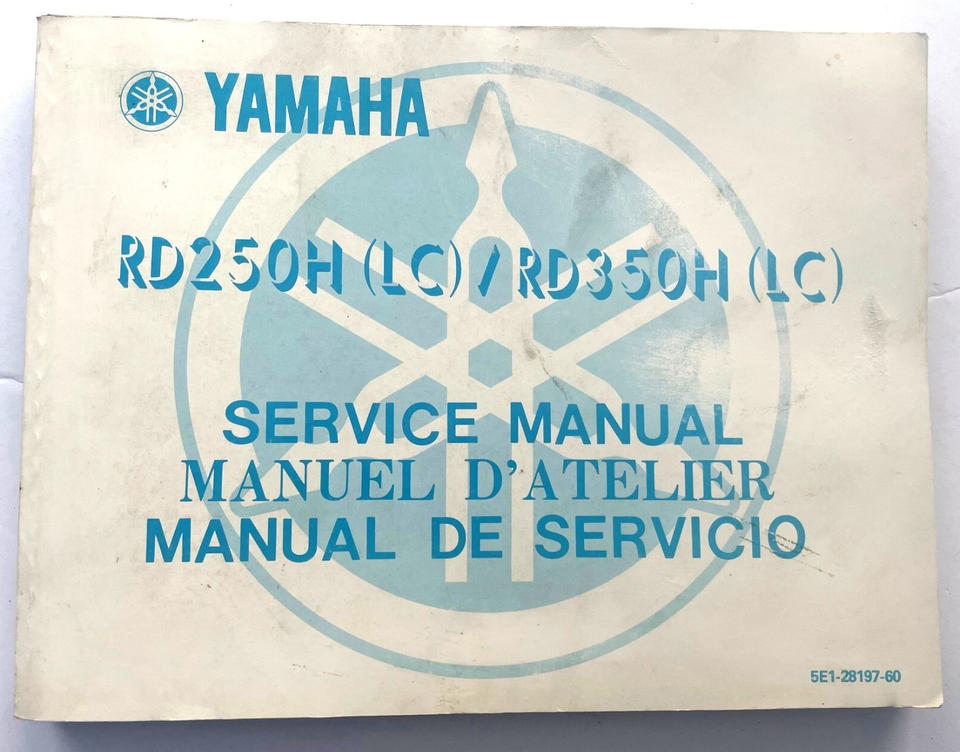 YAMAHA
RD250H (LC) / RD350H (LC)
SERVICE MANUAL
MANUEL D'ATELIER
MANUAL DE SERVICIO
5E1-28197-60